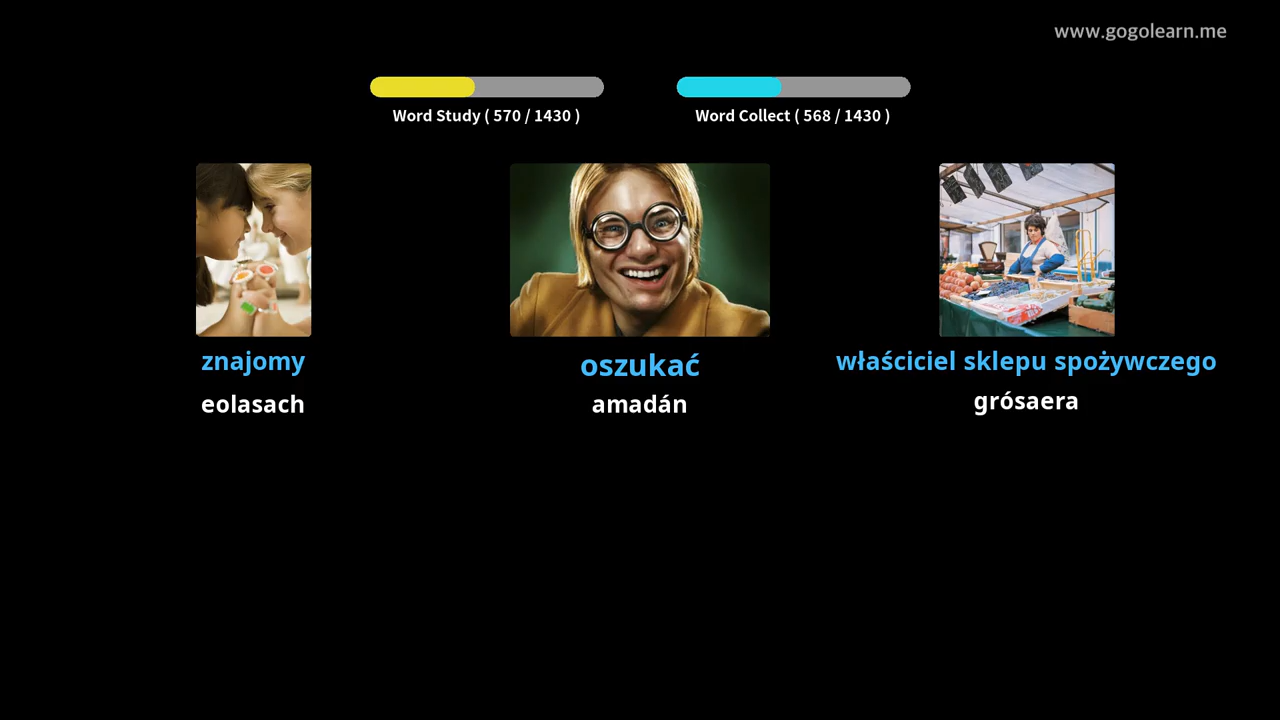 www.gogolearn.me
Word Study ( 570 / 1430 )
Word Collect ( 568 / 1430 )
znajomy
eolasach
oszukać
amadán
właściciel sklepu spożywczego
grósaera